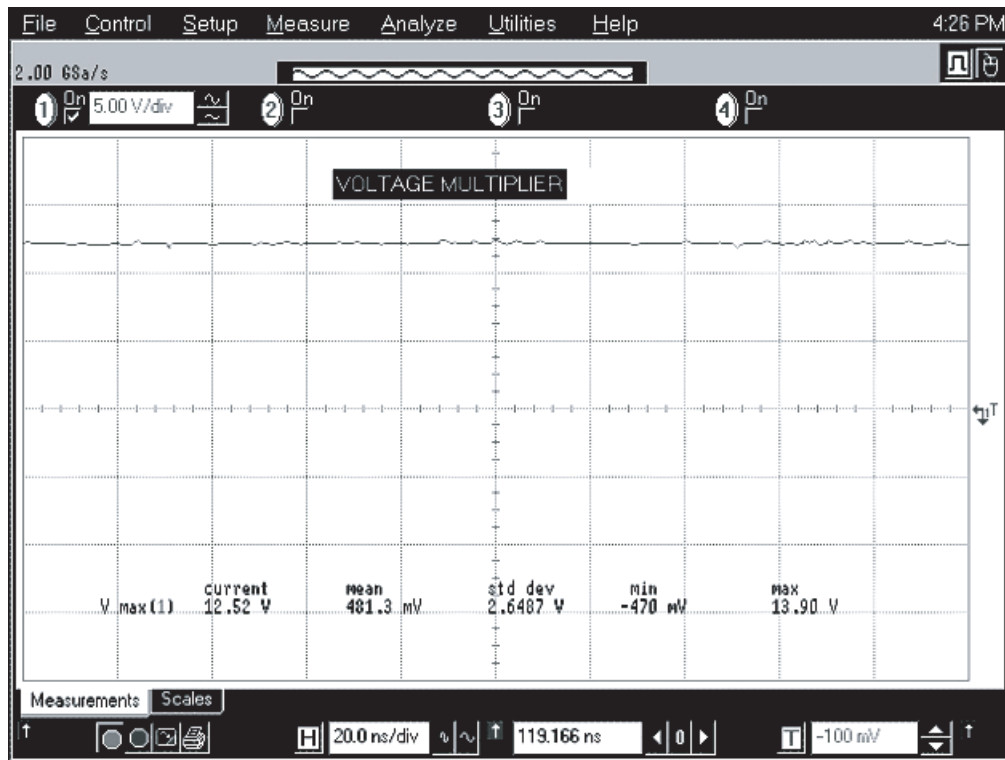 File Control Setup Measure Analyze Utilities Help 4:26 PM
2.00 GSa/s
1 On 5.00 V/div 2 On 3 On 4 On
VOLTAGE MULTIPLIER
T
current mean std dev min max
V max(1) 12.52 V 481.3 mV 2.6487 V -470 mV 13.90 V
Measurements Scales
H 20.0 ns/div 119.166 ns 0 T -100 mV